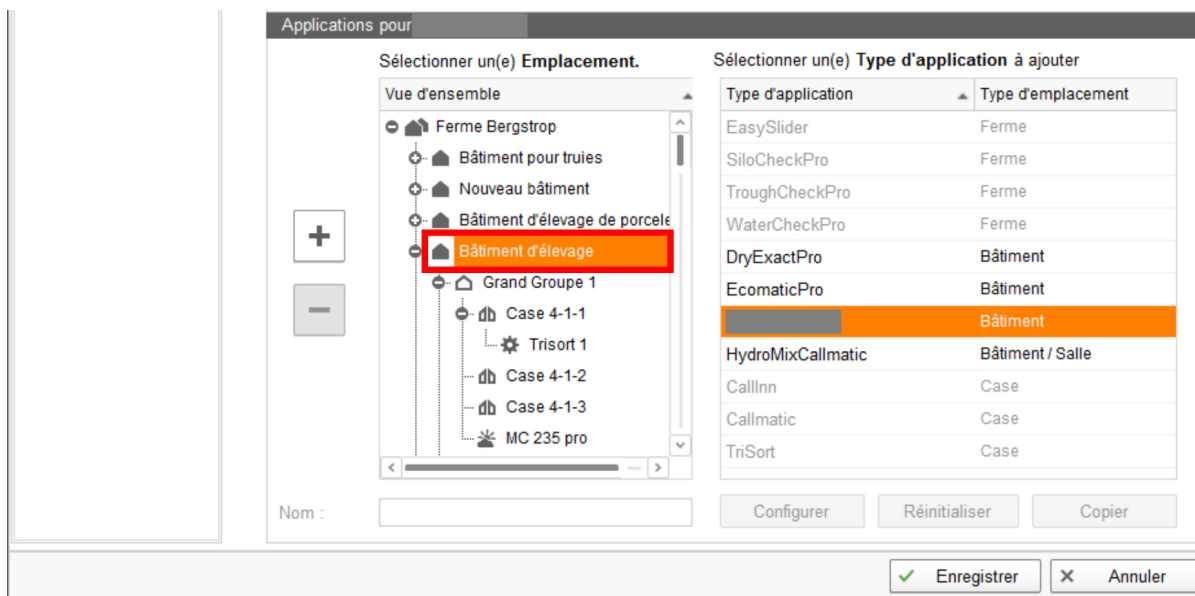 Applications pour
Sélectionner un(e) Emplacement.
Vue d'ensemble
Ferme Bergstrop
Bâtiment pour truies
Nouveau bâtiment
Bâtiment d'élevage de porcele
Bâtiment d'élevage
Grand Groupe 1
Case 4-1-1
Trisort 1
Case 4-1-2
Case 4-1-3
MC 235 pro
Nom :
Sélectionner un(e) Type d'application à ajouter
Type d'application Type d'emplacement
EasySlider Ferme
SiloCheckPro Ferme
TroughCheckPro Ferme
WaterCheckPro Ferme
DryExactPro Bâtiment
EcomaticPro Bâtiment
Bâtiment
HydroMixCallmatic Bâtiment / Salle
CallInn Case
Callmatic Case
TriSort Case
Configurer Réinitialiser Copier
Enregistrer Annuler